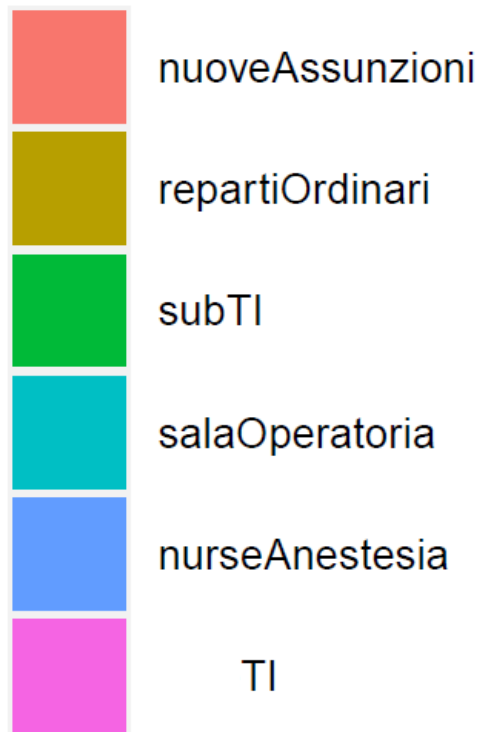 nuoveAssunzioni
repartiOrdinari
subTI
salaOperatoria
nurseAnestesia
TI